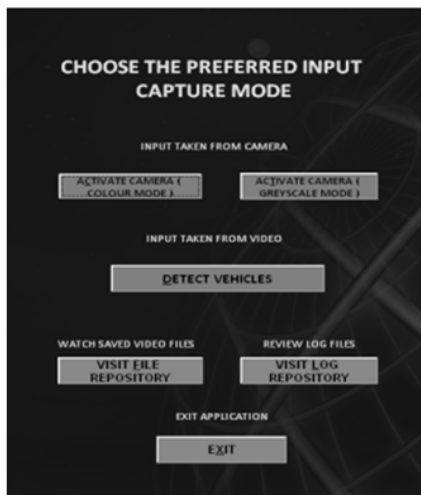 CHOOSE THE PREFERRED INPUT
CAPTURE MODE
INPUT TAKEN FROM CAMERA
ACTIVATE CAMERA (
COLOUR MODE )
ACTIVATE CAMERA (
GREYSCALE MODE )
INPUT TAKEN FROM VIDEO
DETECT VEHICLES
WATCH SAVED VIDEO FILES
VISIT FILE
REPOSITORY
REVIEW LOG FILES
VISIT LOG
REPOSITORY
EXIT APPLICATION
EXIT